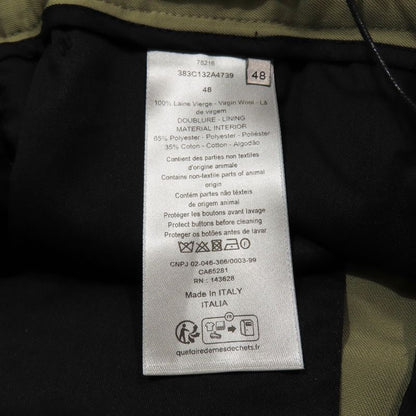 78216
383C132A4739
48
48
100% Laine Vierge - Virgin Wool - Lã
de virgem
DOUBLURE - LINING
MATERIAL INTERIOR
65% Polyester - Polyester - Poliéster
35% Coton - Cotton - Algodão
Contient des parties non textiles
d'origine animale
Contains non-textile parts of animal
origin
Contém partes não têxteis
de origem animal
Protéger les boutons avant lavage
Protect buttons before cleaning
Proteger os botões antes de lavar
CNPJ 02-046-366/0003-99
CA65281
RN : 143628
Made In ITALY
ITALIA
FR
quefairedemesdechets.fr